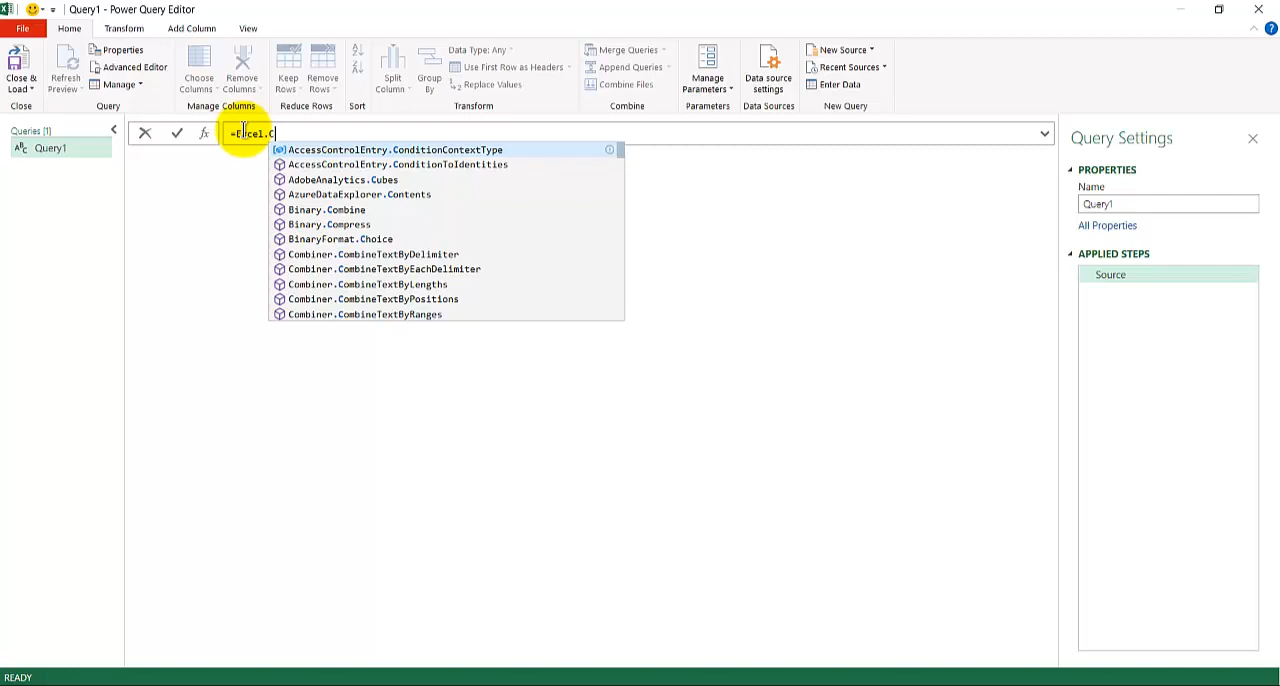 Query1 - Power Query Editor
File
Home
Transform
Add Column
View
Close &
Load
Close
Refresh
Preview
Properties
Advanced Editor
Manage
Query
Choose
Columns
Remove
Columns
Manage Columns
Keep
Rows
Remove
Rows
Reduce Rows
Sort
Split
Column
Group
By
Data Type: Any
Use First Row as Headers
Replace Values
Transform
Merge Queries
Append Queries
Combine Files
Combine
Manage
Parameters
Parameters
Data source
settings
Data Sources
New Source
Recent Sources
Enter Data
New Query
Queries [1]
Query1
=Excel.C
AccessControlEntry.ConditionContextType
AccessControlEntry.ConditionToIdentities
AdobeAnalytics.Cubes
AzureDataExplorer.Contents
Binary.Combine
Binary.Compress
BinaryFormat.Choice
Combiner.CombineTextByDelimiter
Combiner.CombineTextByEachDelimiter
Combiner.CombineTextByLengths
Combiner.CombineTextByPositions
Combiner.CombineTextByRanges
Query Settings
PROPERTIES
Name
Query1
All Properties
APPLIED STEPS
Source
READY